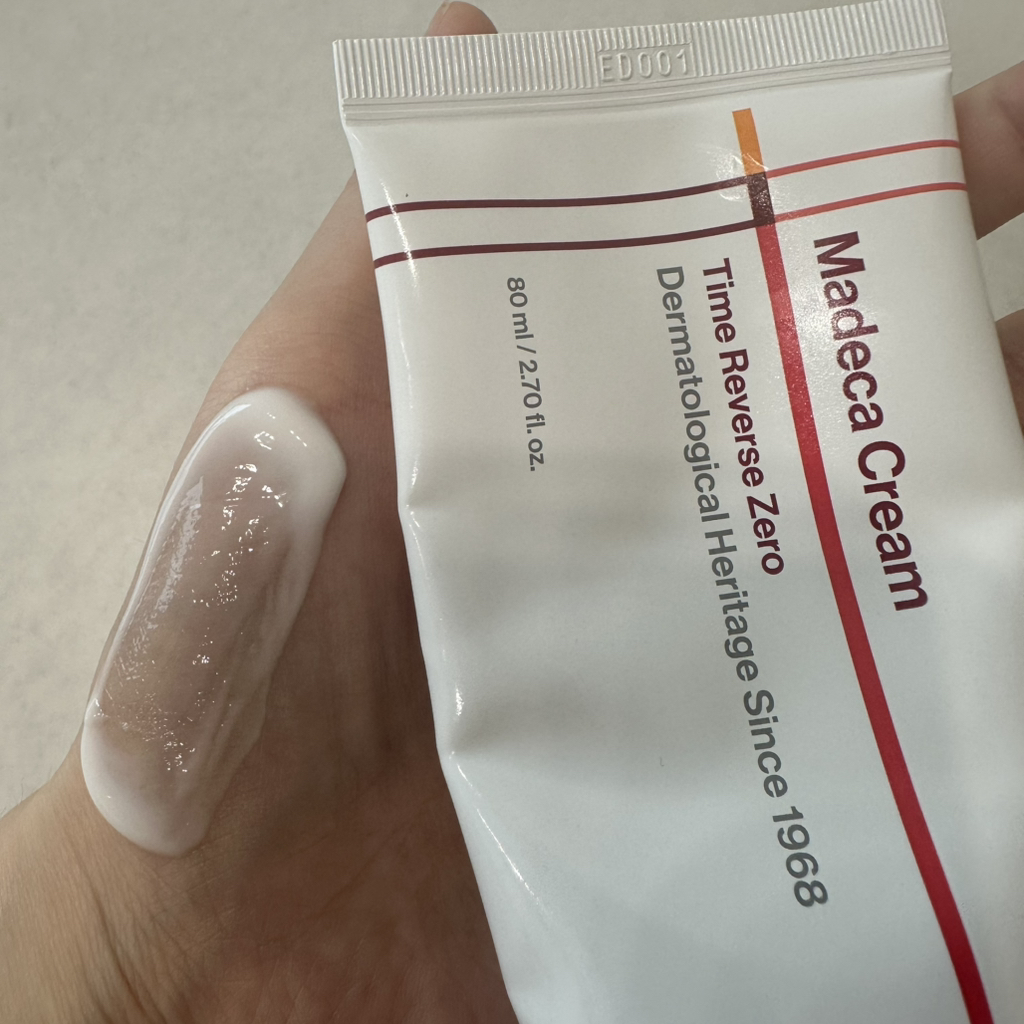 ED001
Madeca Cream
Time Reverse Zero
Dermatological Heritage Since 1968
80 ml / 2.70 fl. oz.